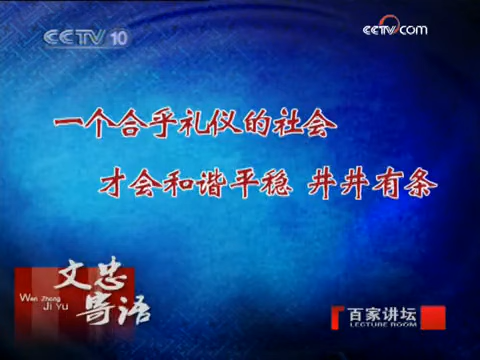 CCTV 10
CCTV.com
一个合乎礼仪的社会
才会和谐平稳 井井有条
文忠
Wen Zhong
Ji Yu
寄语
百家讲坛
LECTURE ROOM